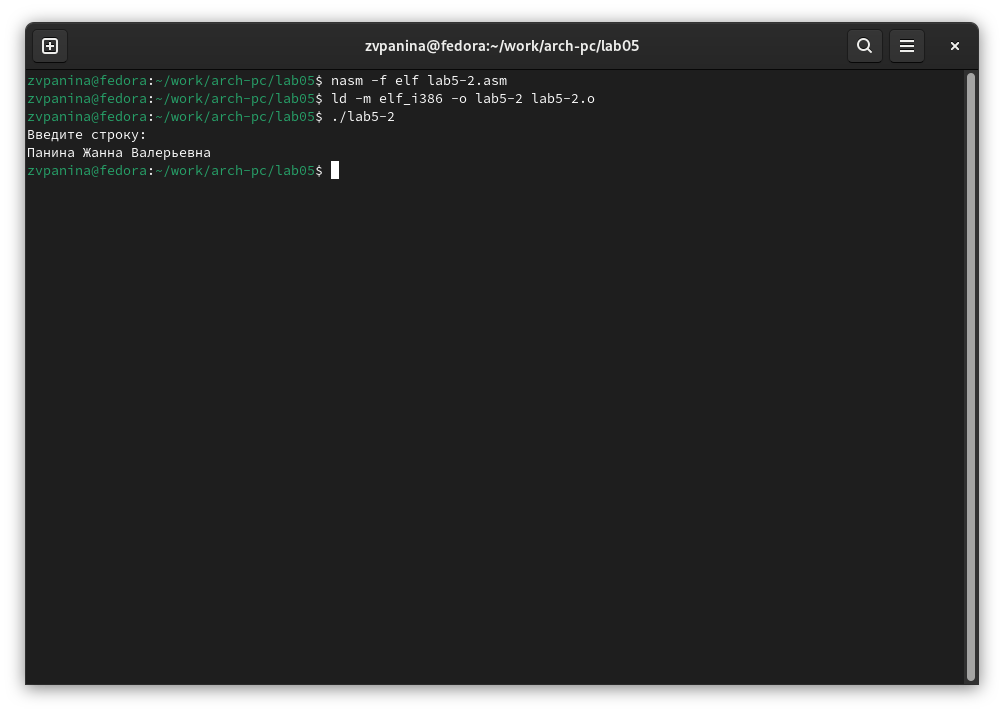 zvpanina@fedora:~/work/arch-pc/lab05
zvpanina@fedora:~/work/arch-pc/lab05$ nasm -f elf lab5-2.asm
zvpanina@fedora:~/work/arch-pc/lab05$ ld -m elf_i386 -o lab5-2 lab5-2.o
zvpanina@fedora:~/work/arch-pc/lab05$ ./lab5-2
Введите строку:
Панина Жанна Валерьевна
zvpanina@fedora:~/work/arch-pc/lab05$